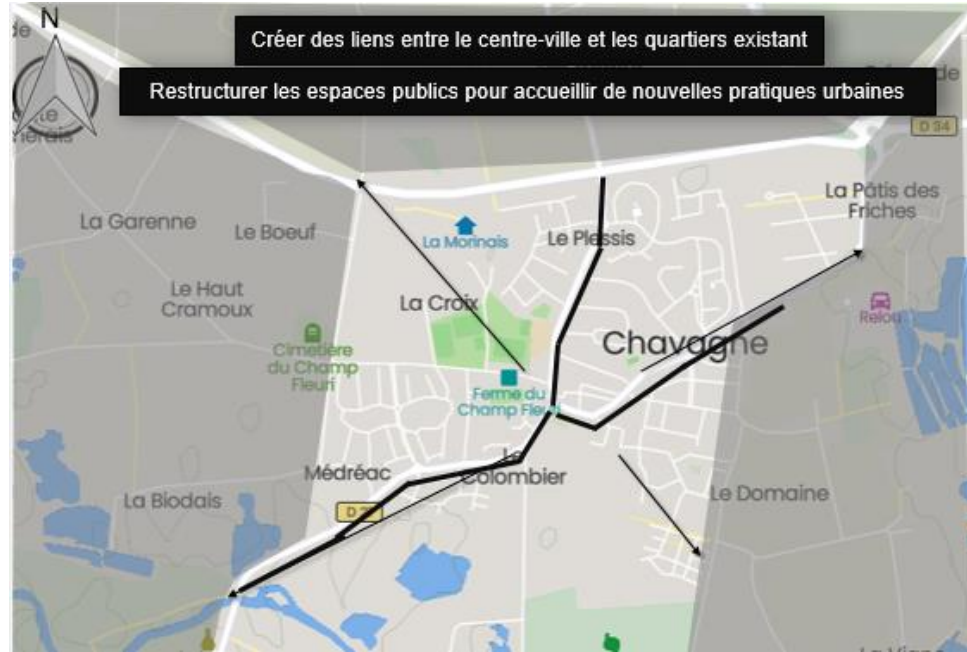 N
Créer des liens entre le centre-ville et les quartiers existant
Restructurer les espaces publics pour accueillir de nouvelles pratiques urbaines
D 34
La Pâtis des
Friches
La Garenne
Le Boeuf
La Morinais
Le Plessis
Le Haut
Cramoux
La Croix
Relou
Chavagne
Cimetière
du Champ
Fleuri
Ferme du
Champ Fleuri
Le
Colombier
Médréac
La Biodais
Le Domaine